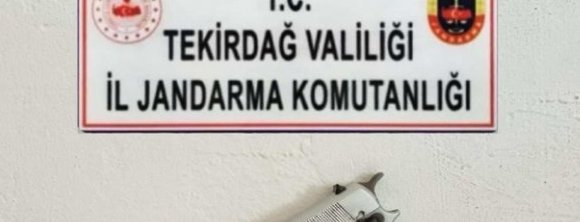 T.C.
TEKİRDAĞ VALİLİĞİ
İL JANDARMA KOMUTANLIĞI